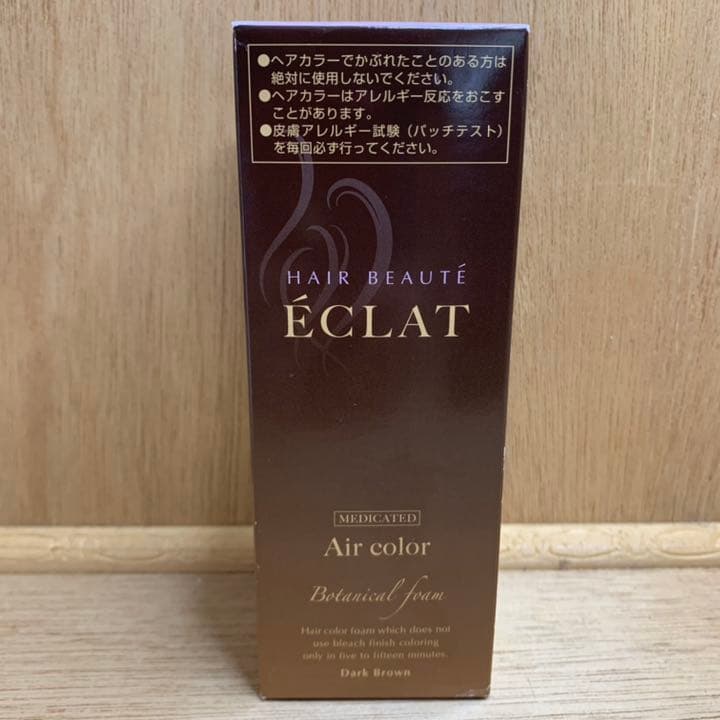 ●ヘアカラーでかぶれたことのある方は
絶対に使用しないでください。
●ヘアカラーはアレルギー反応をおこす
ことがあります。
●皮膚アレルギー試験（パッチテスト）
を毎回必ず行ってください。
HAIR BEAUTÉ
ÉCLAT
MEDICATED
Air color
Botanical foam
Hair color foam which does not
use bleach finish coloring
only in five to fifteen minutes.
Dark Brown